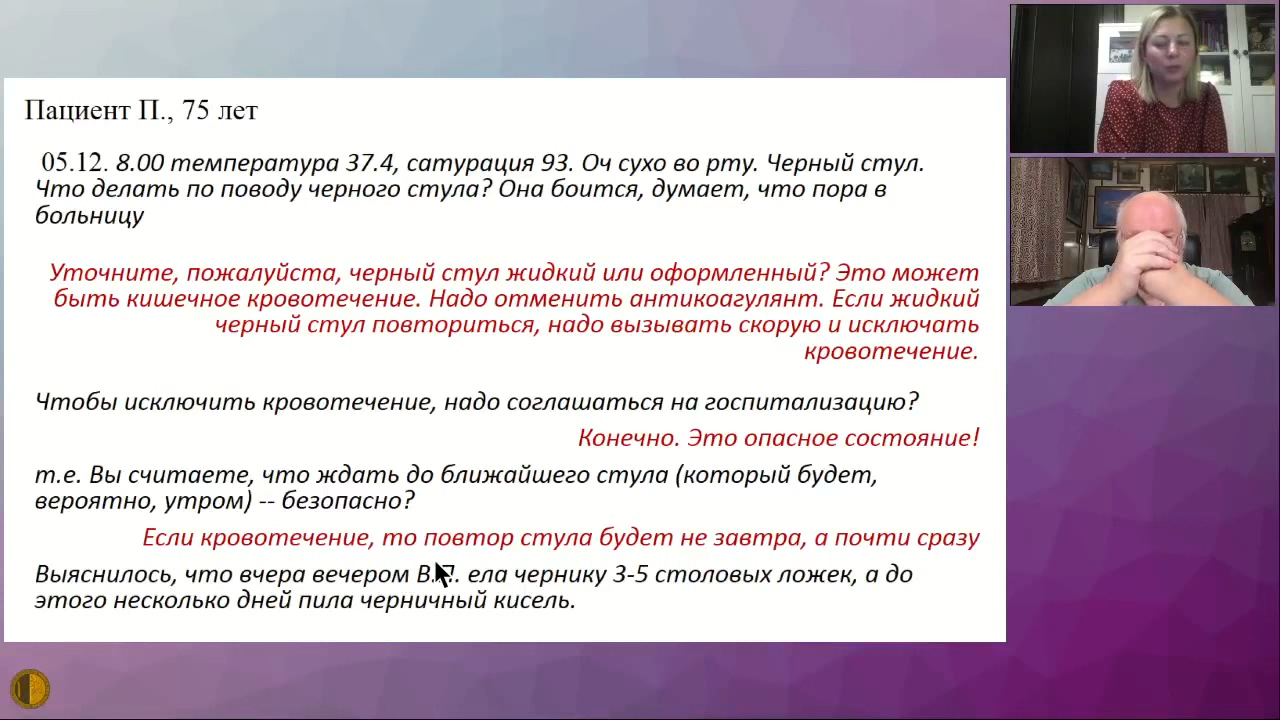 Пациент П., 75 лет
05.12. 8.00 температура 37.4, сатурация 93. Оч сухо во рту. Черный стул.
Что делать по поводу черного стула? Она боится, думает, что пора в
больницу
Уточните, пожалуйста, черный стул жидкий или оформленный? Это может
быть кишечное кровотечение. Надо отменить антикоагулянт. Если жидкий
черный стул повториться, надо вызывать скорую и исключать
кровотечение.
Чтобы исключить кровотечение, надо соглашаться на госпитализацию?
Конечно. Это опасное состояние!
т.е. Вы считаете, что ждать до ближайшего стула (который будет,
вероятно, утром) -- безопасно?
Если кровотечение, то повтор стула будет не завтра, а почти сразу
Выяснилось, что вчера вечером ела чернику 3-5 столовых ложек, а до
этого несколько дней пила черничный кисель.